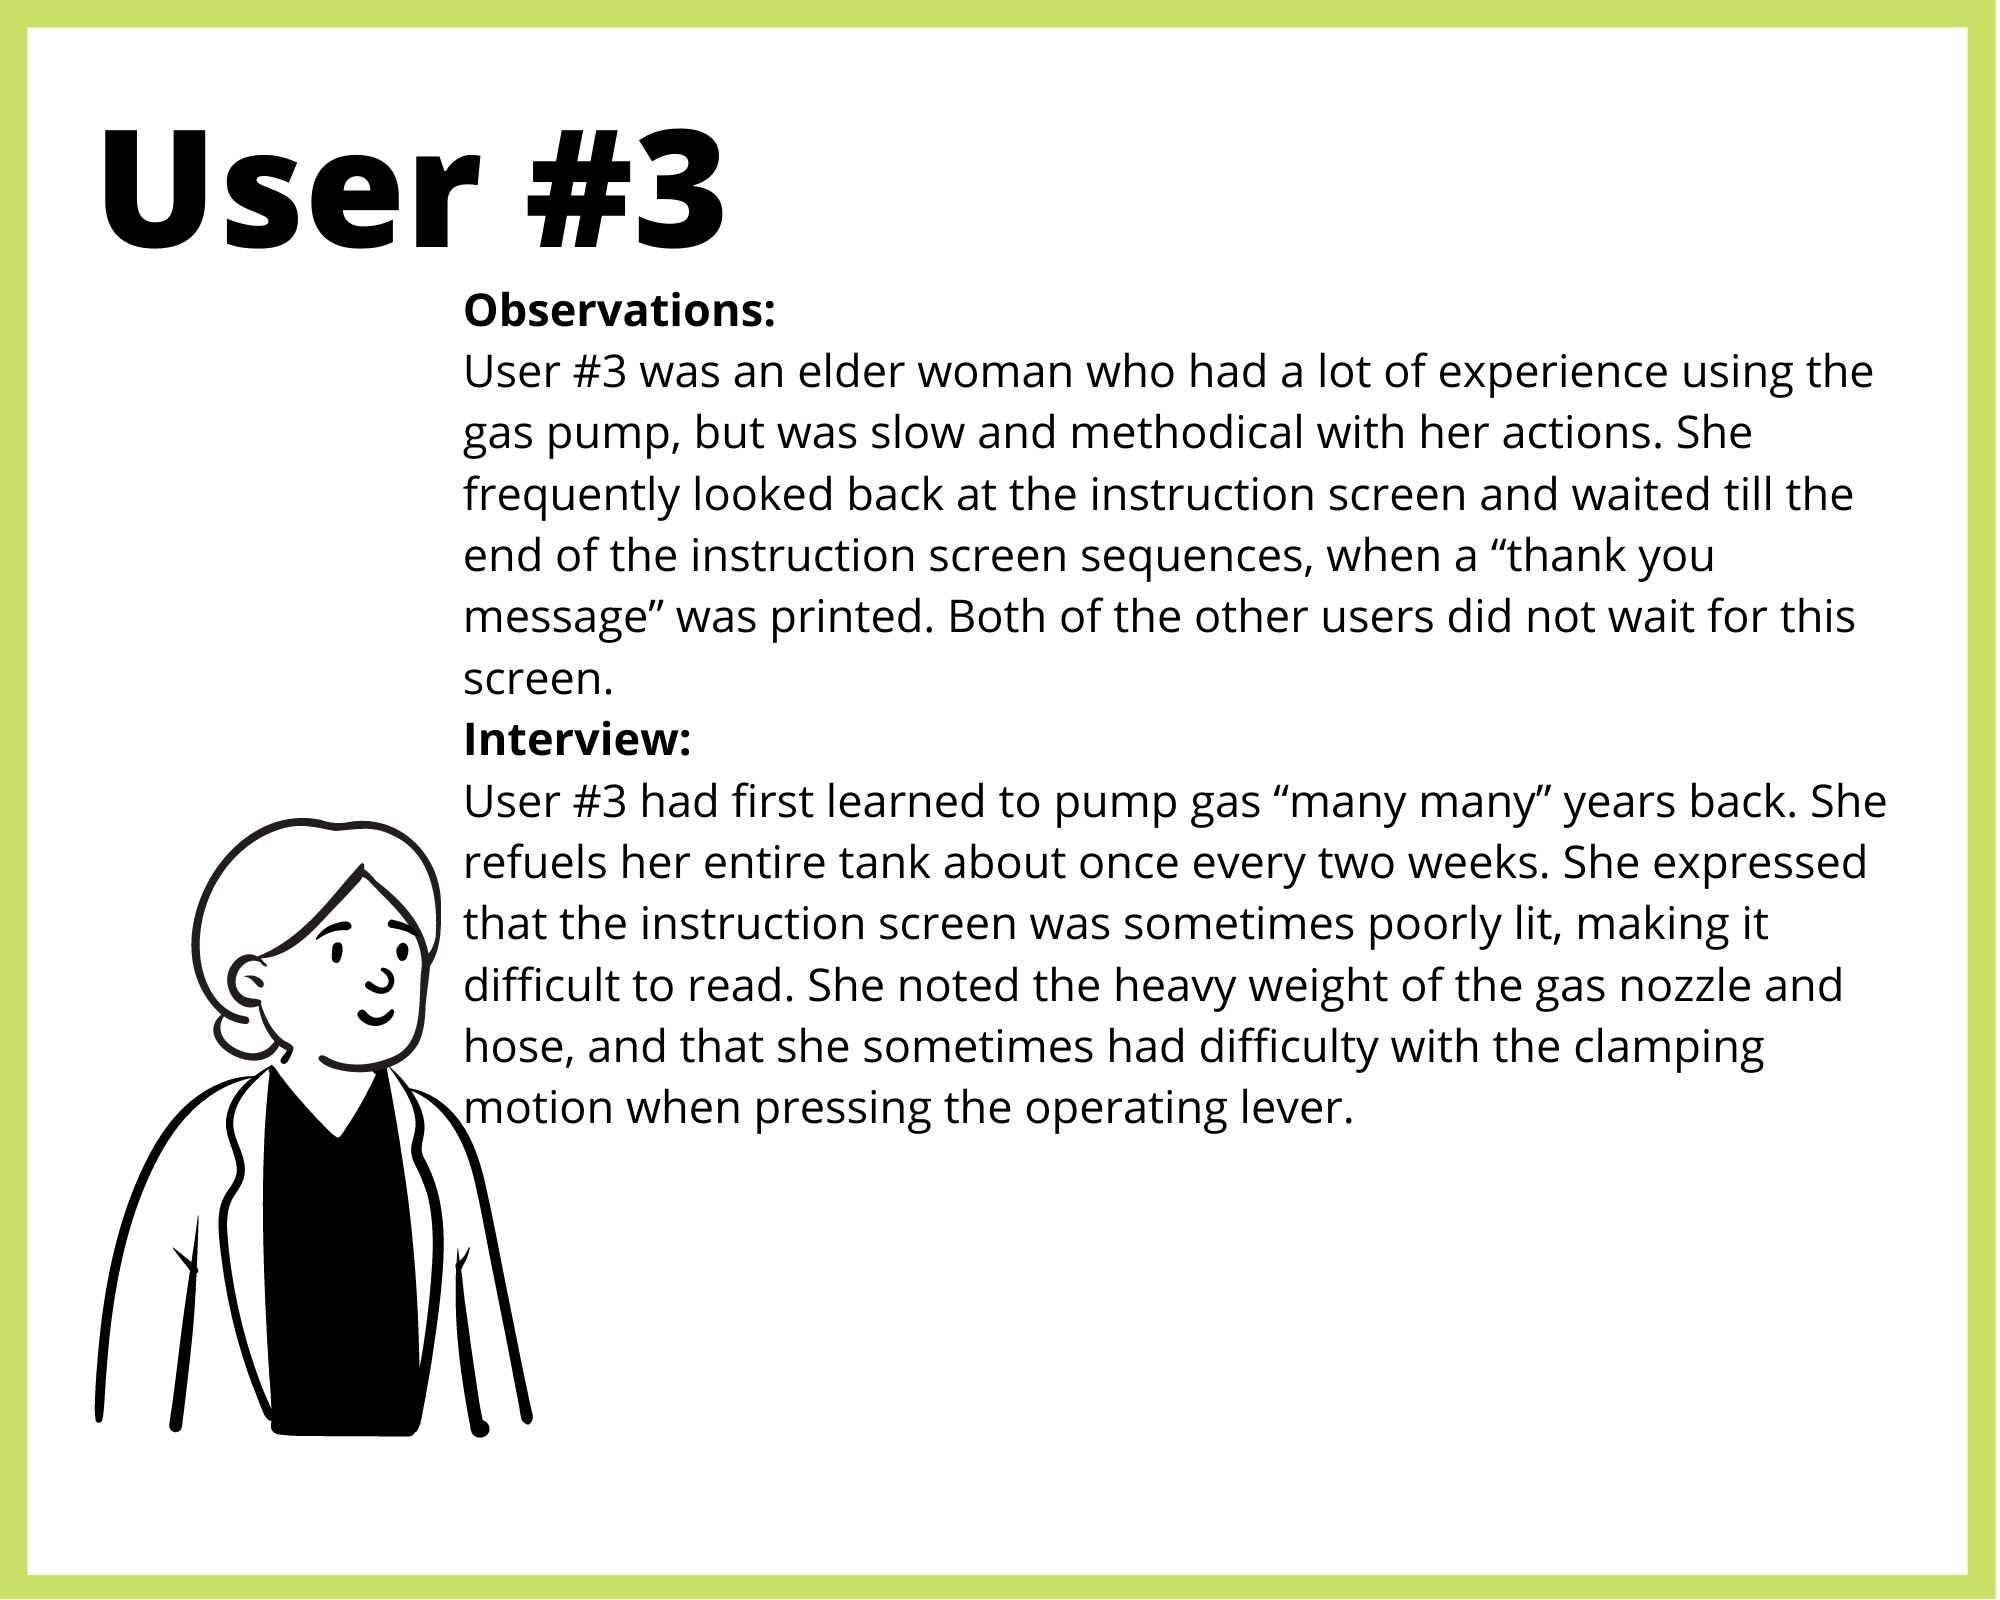 User #3
Observations:
User #3 was an elder woman who had a lot of experience using the
gas pump, but was slow and methodical with her actions. She
frequently looked back at the instruction screen and waited till the
end of the instruction screen sequences, when a “thank you
message” was printed. Both of the other users did not wait for this
screen.
Interview:
User #3 had first learned to pump gas “many many” years back. She
refuels her entire tank about once every two weeks. She expressed
that the instruction screen was sometimes poorly lit, making it
difficult to read. She noted the heavy weight of the gas nozzle and
hose, and that she sometimes had difficulty with the clamping
motion when pressing the operating lever.